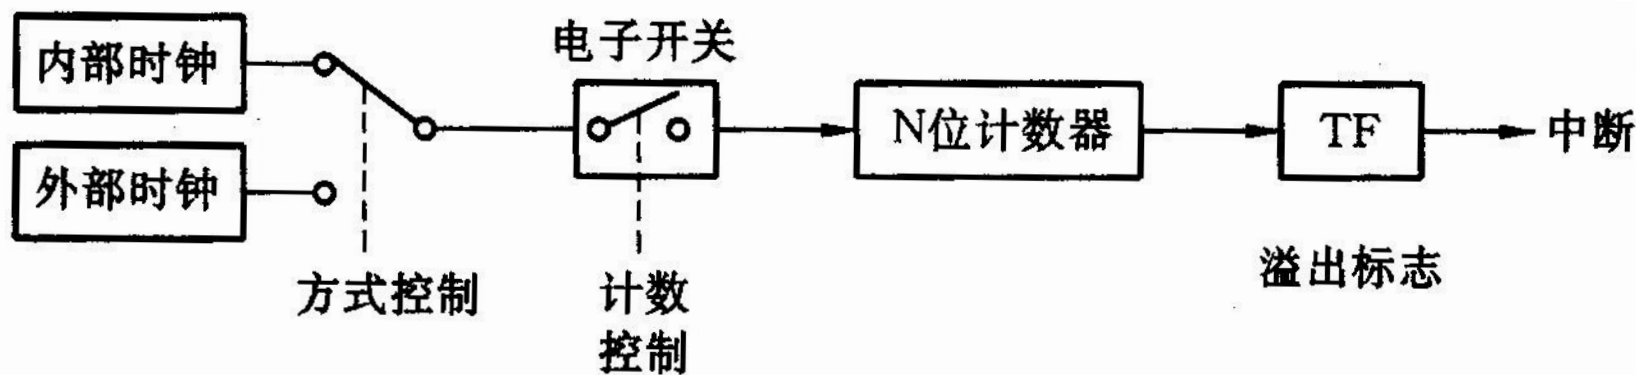 内部时钟
电子开关
N位计数器
TF
中断
外部时钟
方式控制
计数
控制
溢出标志